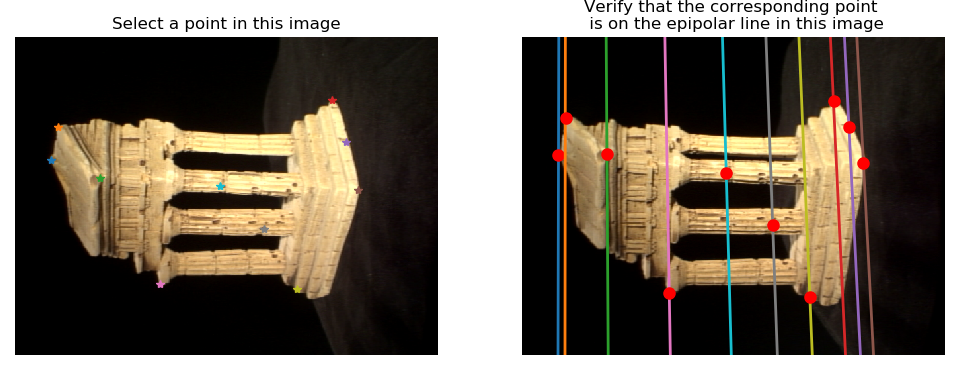 Select a point in this image
Verify that the corresponding point
is on the epipolar line in this image